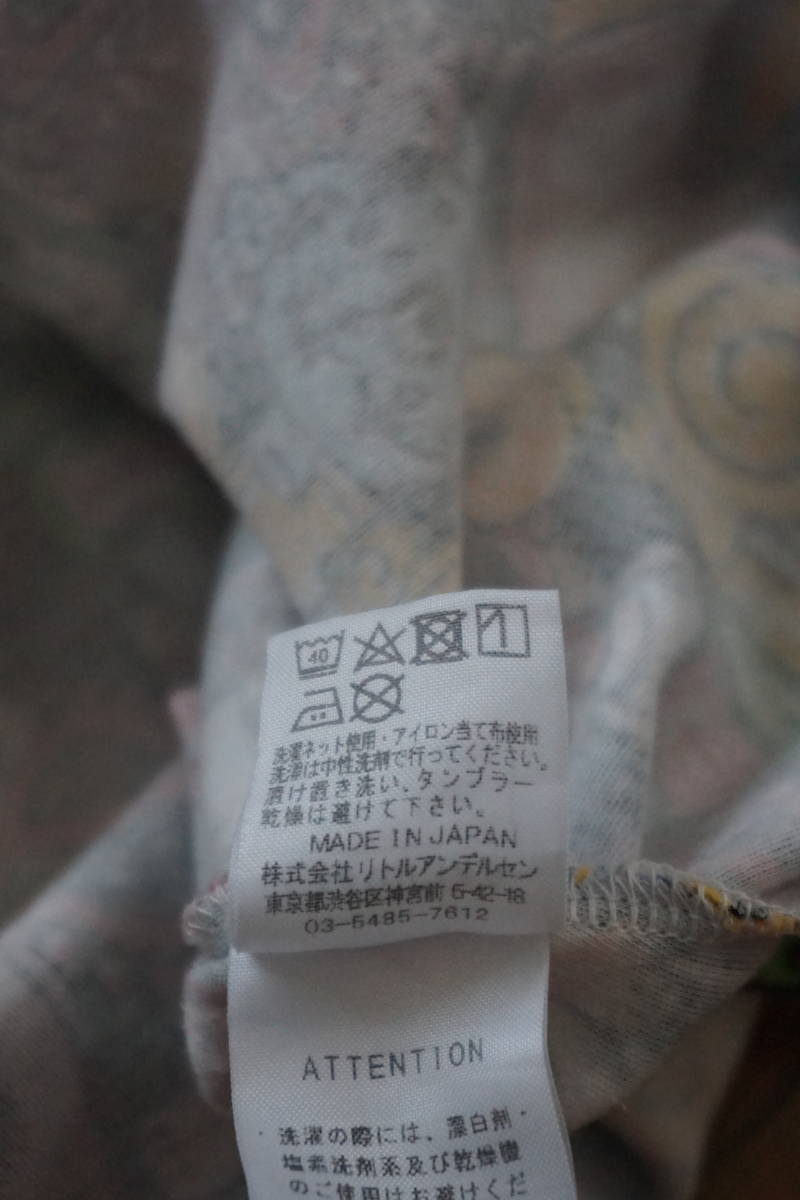 40
洗濯ネット使用・アイロン当て布使用
洗濯は中性洗剤で行ってください。
漬け置き洗い、タンブラー
乾燥は避けて下さい。
MADE IN JAPAN
株式会社リトルアンデルセン
東京都渋谷区神宮前 5-42-18
03-5485-7612
ATTENTION
・洗濯の際には、漂白剤・
塩素洗剤系及び乾燥機
のご使用はお避けくだ